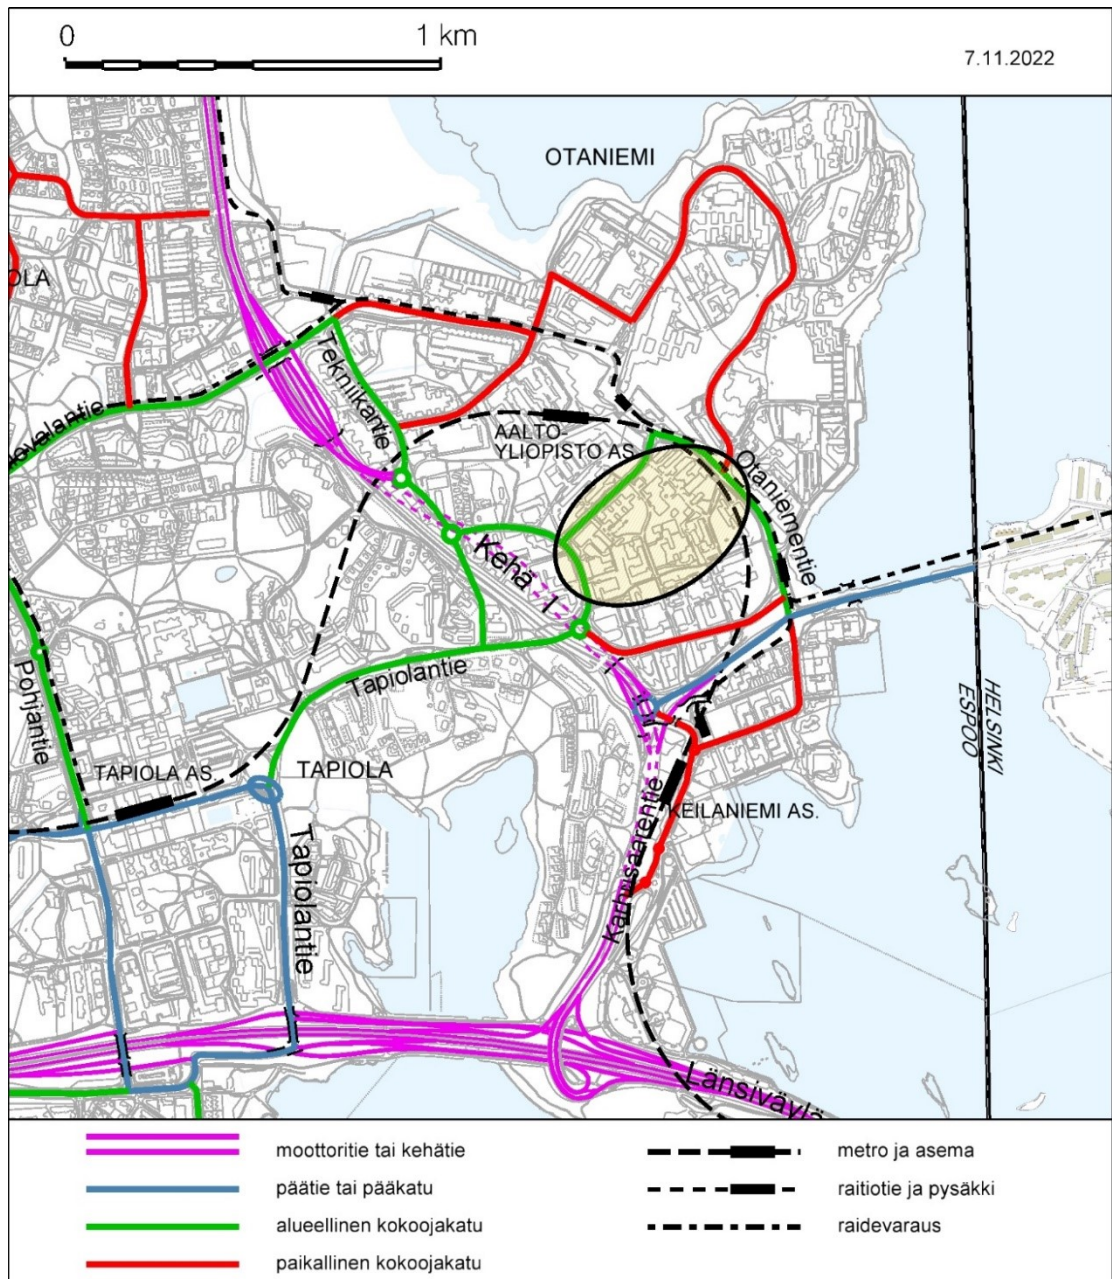 0
1 km
7.11.2022
OTANIEMI
OLA
Tekniikantie
ovalantie
AALTO-
YLIOPISTO AS.
Otaniementie
Kehä I
Pohjantie
Tapiolantie
HELSINKI
ESPOO
TAPIOLA AS.
TAPIOLA
KEILANIEMI AS.
Karhusaarentie
Tapiolantie
Länsiväylä
moottoritie tai kehätie
metro ja asema
päätie tai pääkatu
raitiotie ja pysäkki
alueellinen kokoojakatu
raidevaraus
paikallinen kokoojakatu